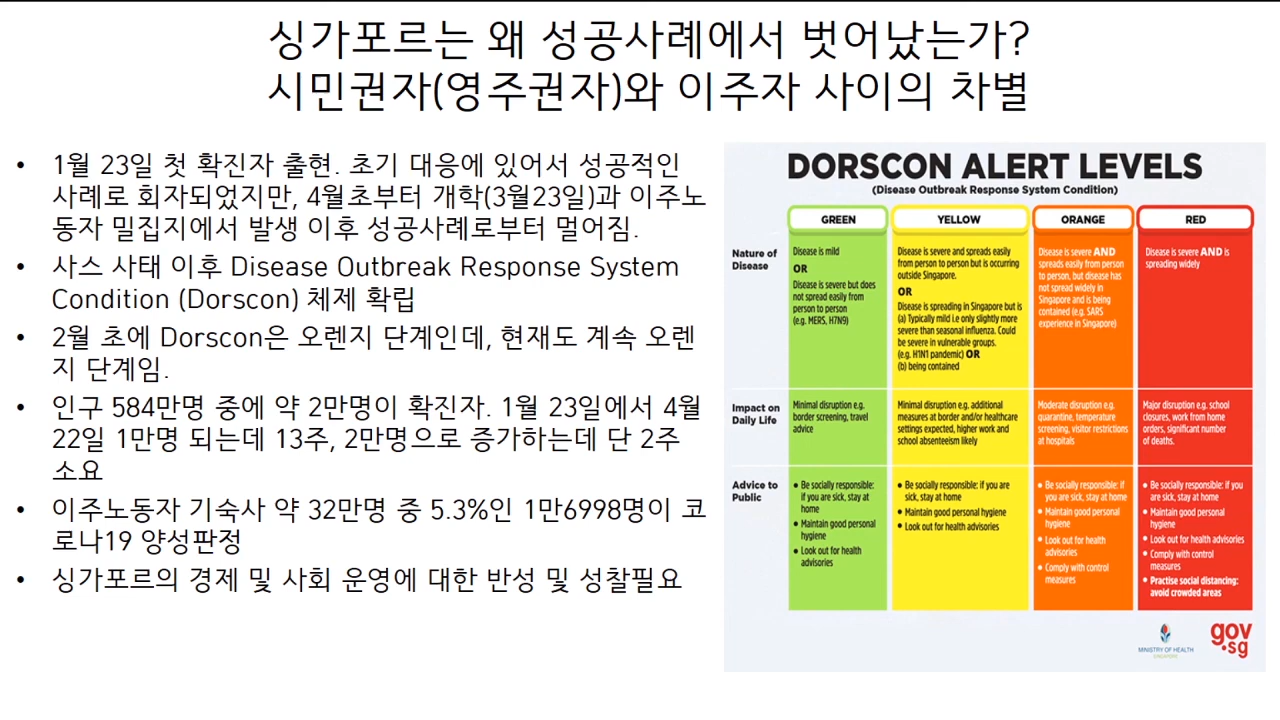 싱가포르는 왜 성공사례에서 벗어났는가?
시민권자(영주권자)와 이주자 사이의 차별
• 1월 23일 첫 확진자 출현. 초기 대응에 있어서 성공적인
사례로 회자되었지만, 4월초부터 개학(3월23일)과 이주노
동자 밀집지에서 발생 이후 성공사례로부터 멀어짐.
• 사스 사태 이후 Disease Outbreak Response System
Condition (Dorscon) 체제 확립
• 2월 초에 Dorscon은 오렌지 단계인데, 현재도 계속 오렌
지 단계임.
• 인구 584만명 중에 약 2만명이 확진자. 1월 23일에서 4월
22일 1만명 되는데 13주, 2만명으로 증가하는데 단 2주
소요
• 이주노동자 기숙사 약 32만명 중 5.3%인 1만6998명이 코
로나19 양성판정
• 싱가포르의 경제 및 사회 운영에 대한 반성 및 성찰필요
DORSCON ALERT LEVELS
(Disease Outbreak Response System Condition)
GREEN
YELLOW
ORANGE
RED
Nature of
Disease
Disease is mild
OR
Disease is severe but does
not spread easily from
person to person
(e.g. MERS, H7N9)
Disease is severe and spreads easily
from person to person but is occurring
outside Singapore.
OR
Disease is spreading in Singapore but is
(a) Typically mild i.e only slightly more
severe than seasonal influenza. Could
be severe in vulnerable groups.
(e.g. H1N1 pandemic) OR
(b) being contained
Disease is severe AND
spreads easily from person
to person, but disease has
not spread widely in
Singapore and is being
contained (e.g. SARS
experience in Singapore)
Disease is severe AND is
spreading widely
Impact on
Daily Life
Minimal disruption e.g.
border screening, travel
advice
Minimal disruption e.g. additional
measures at border and/or healthcare
settings expected, higher work and
school absenteeism likely
Moderate disruption e.g.
quarantine, temperature
screening, visitor restrictions
at hospitals
Major disruption e.g. school
closures, work from home
orders, significant number
of deaths.
Advice to
Public
• Be socially responsible:
if you are sick, stay at
home
• Maintain good personal
hygiene
• Look out for health
advisories
• Be socially responsible: if you are
sick, stay at home
• Maintain good personal hygiene
• Look out for health advisories
• Be socially responsible: if
you are sick, stay at home
• Maintain good personal
hygiene
• Look out for health
advisories
• Comply with control
measures
• Be socially responsible: if you
are sick, stay at home
• Maintain good personal
hygiene
• Look out for health advisories
• Comply with control
measures
• Practise social distancing:
avoid crowded areas
MINISTRY OF HEALTH
SINGAPORE
gov
.sg